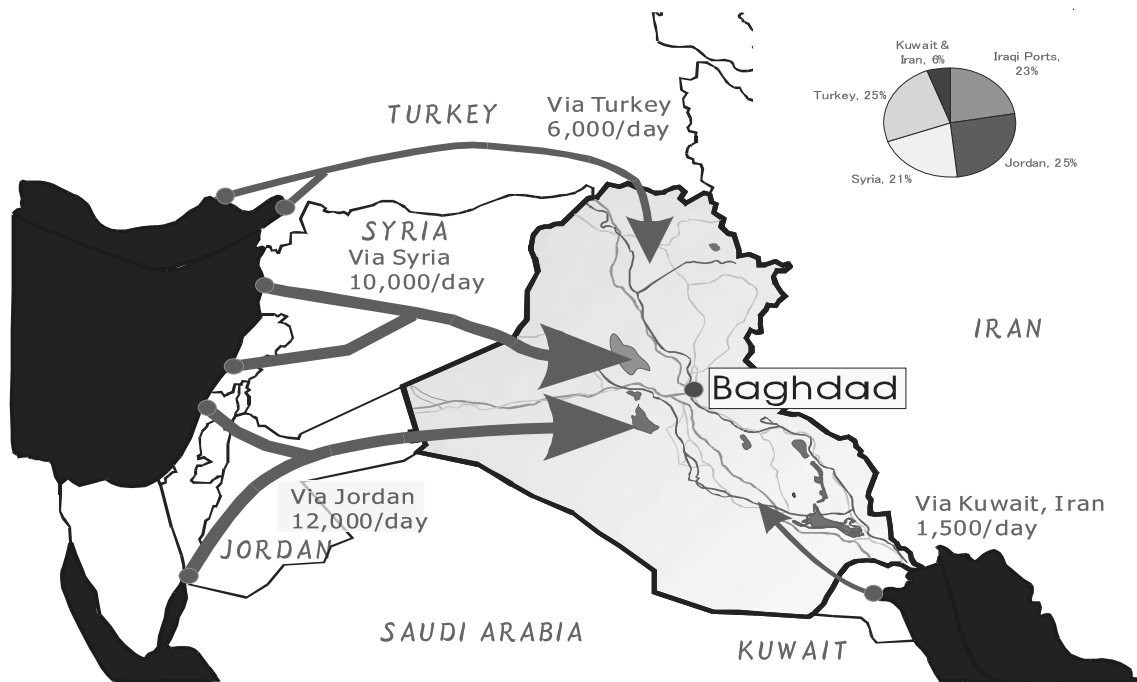 Kuwait &
Iran, 6%
Iraqi Ports,
23%
Turkey, 25%
Jordan, 25%
Syria, 21%
TURKEY
Via Turkey
6,000/day
SYRIA
Via Syria
10,000/day
IRAN
Baghdad
Via Jordan
12,000/day
JORDAN
Via Kuwait, Iran
1,500/day
SAUDI ARABIA
KUWAIT